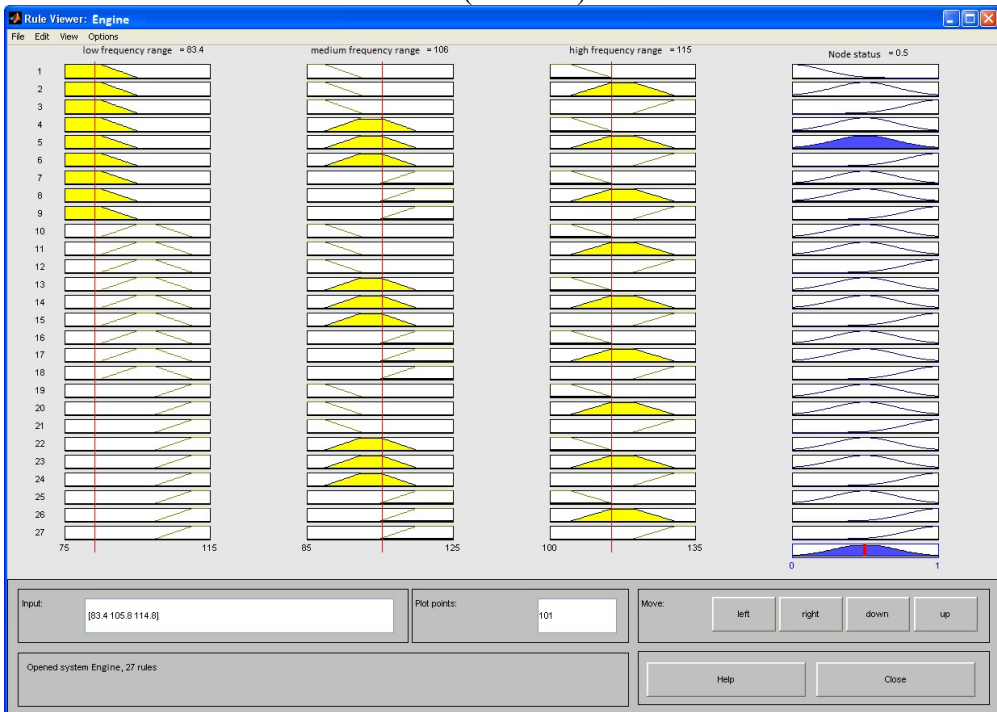 Rule Viewer: Engine
File Edit View Options
low frequency range = 83.4
medium frequency range = 106
high frequency range = 115
Node status = 0.5
1
2
3
4
5
6
7
8
9
10
11
12
13
14
15
16
17
18
19
20
21
22
23
24
25
26
27
75 115
85 125
100 135
0 1
Input:
[83.4 105.8 114.8]
Plot points:
101
Move:
left right down up
Opened system Engine, 27 rules
Help Close